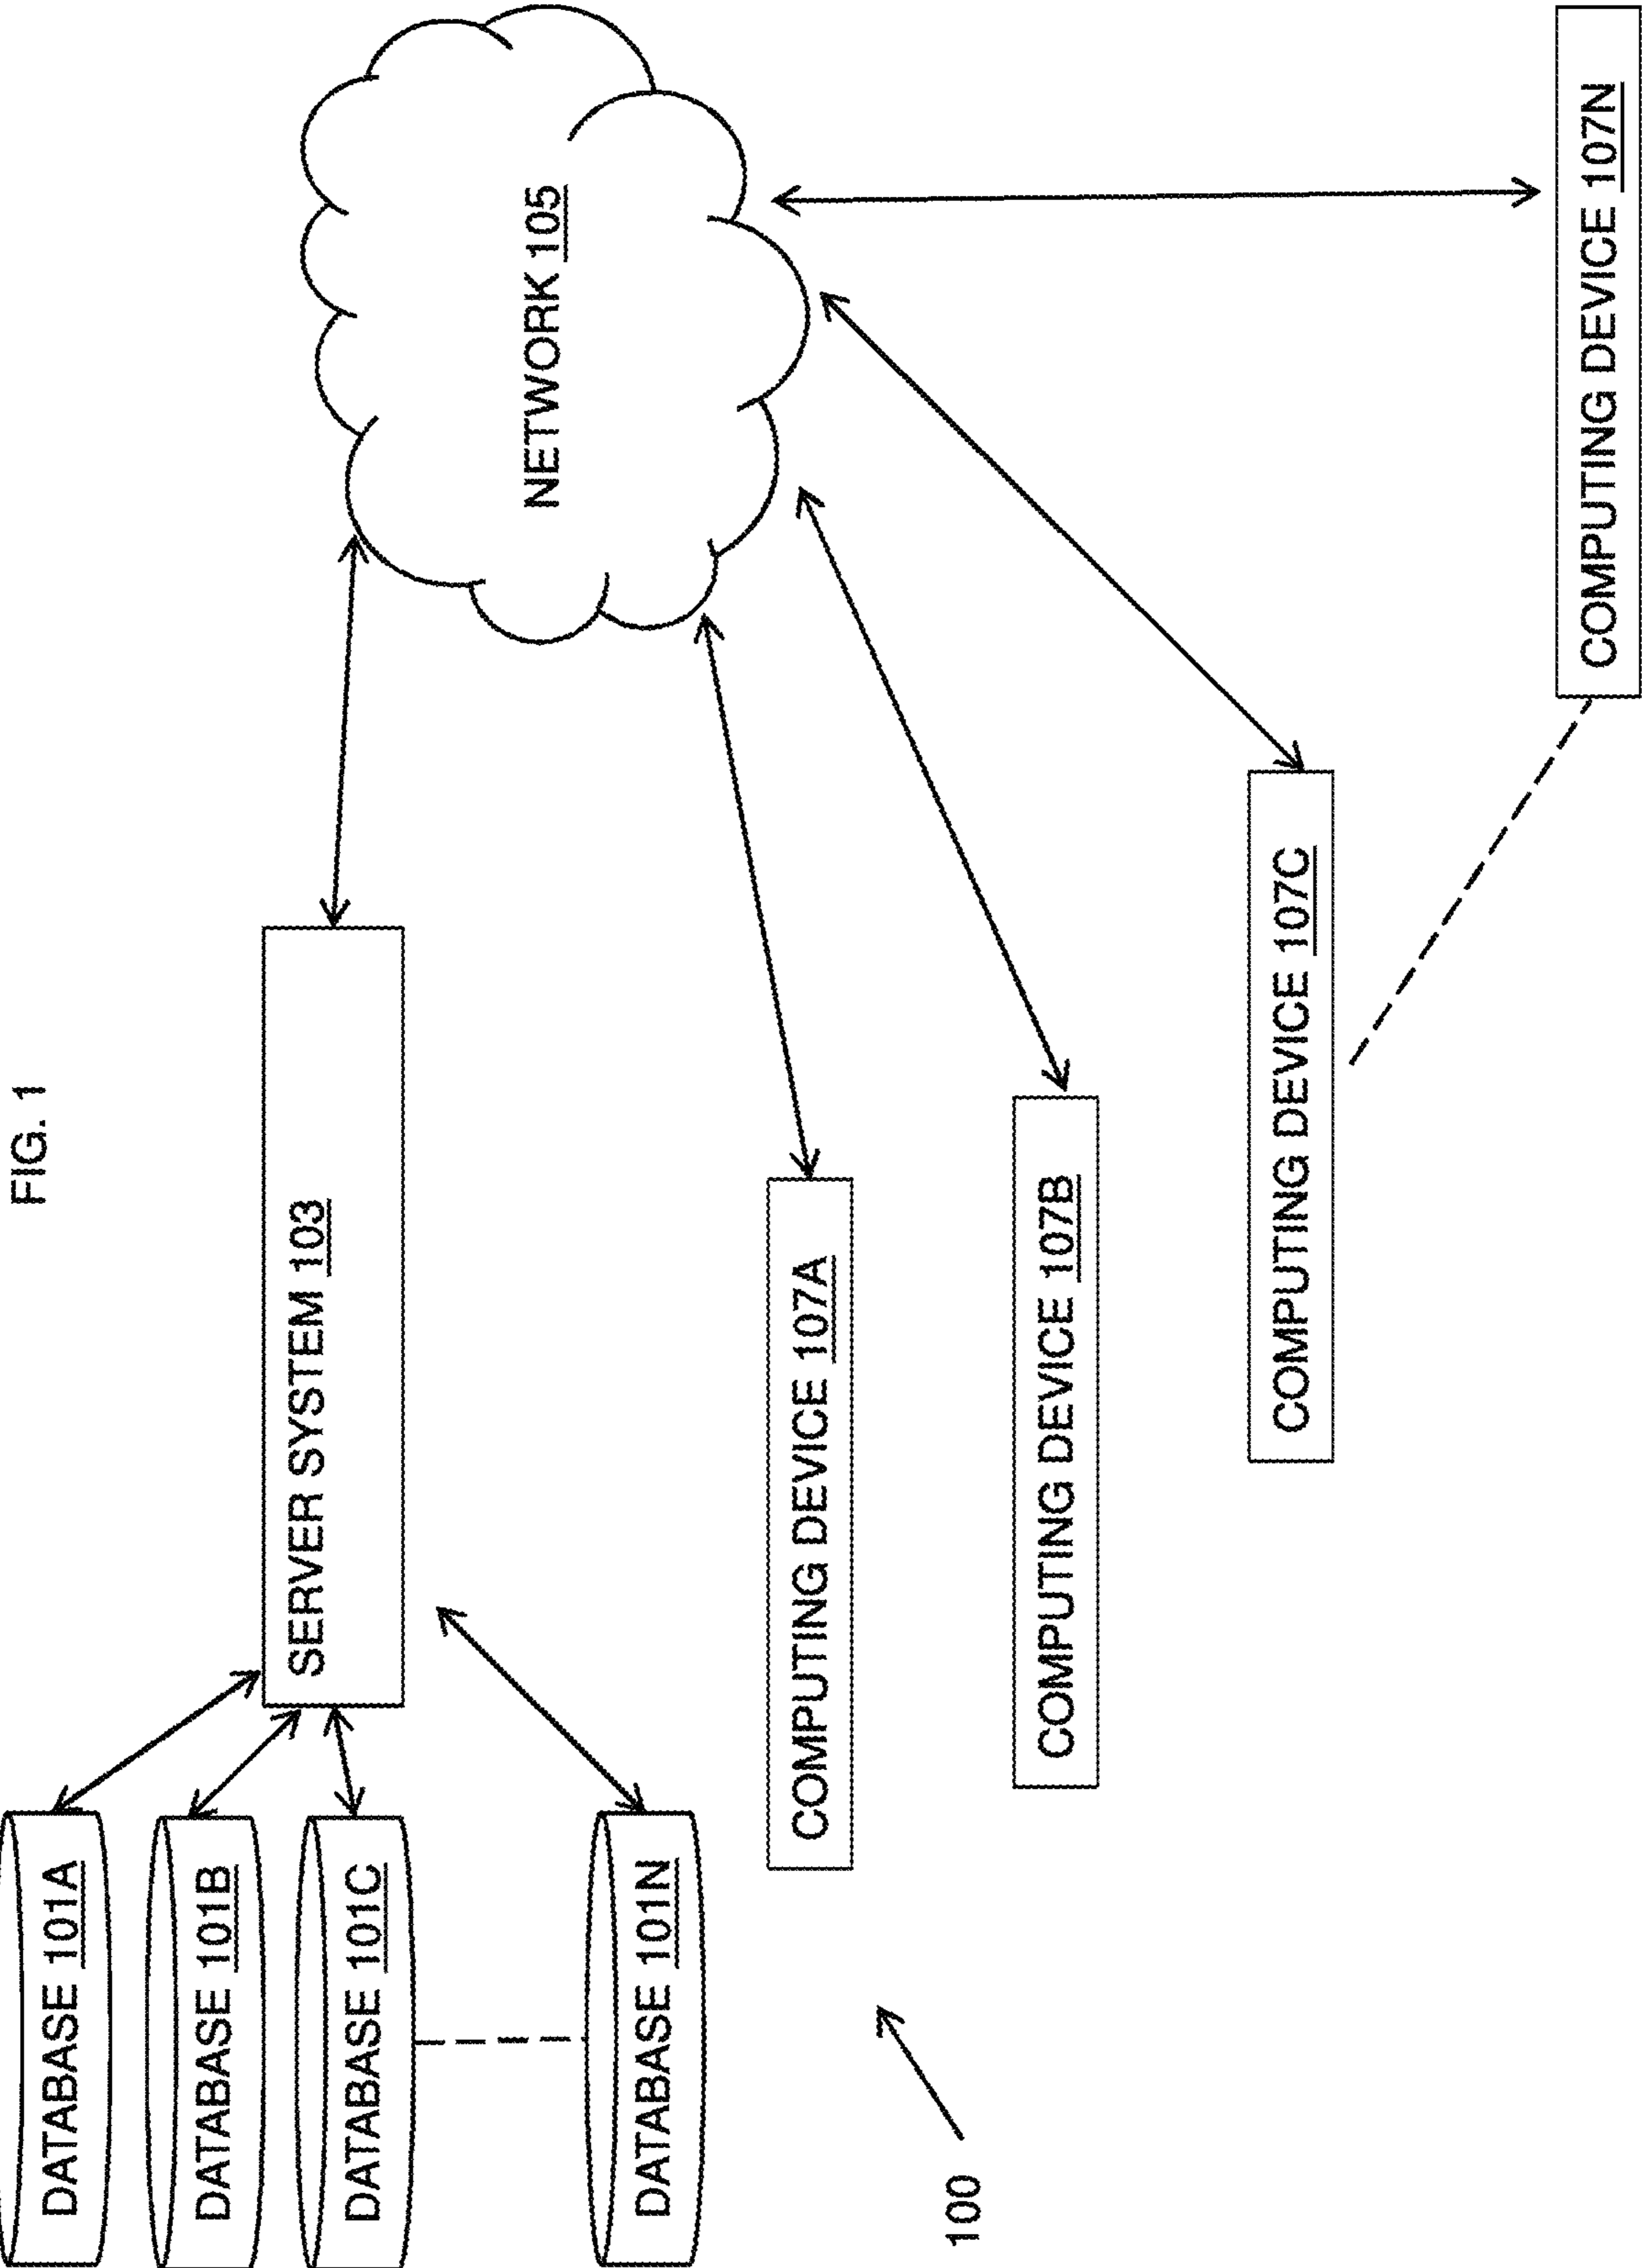 FIG. 1
DATABASE 101A
DATABASE 101B
DATABASE 101C
DATABASE 101N
SERVER SYSTEM 103
NETWORK 105
COMPUTING DEVICE 107A
COMPUTING DEVICE 107B
COMPUTING DEVICE 107C
COMPUTING DEVICE 107N
100